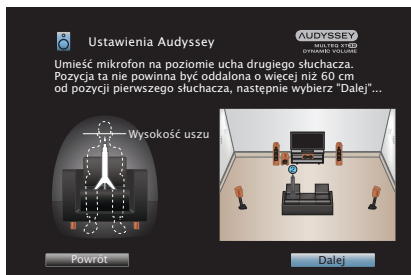 Ustawienia Audyssey
AUDYSSEY
MULTEQ XT32
DYNAMIC VOLUME
Umieść mikrofon na poziomie ucha drugiego słuchacza.
Pozycja ta nie powinna być oddalona o więcej niż 60 cm
od pozycji pierwszego słuchacza, następnie wybierz "Dalej"...
Wysokość uszu
Powrót
Dalej